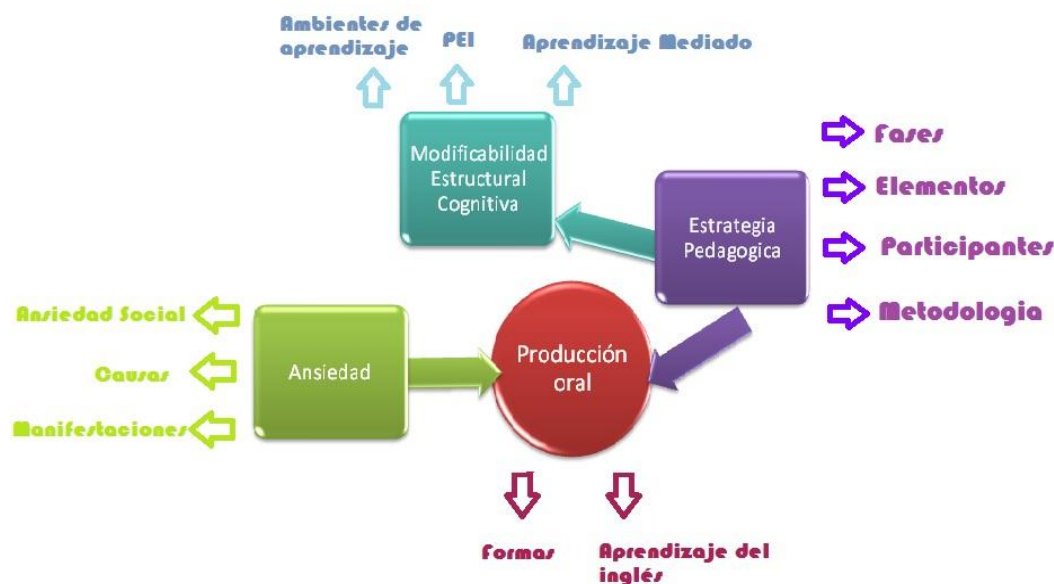 Ambientes de
aprendizaje
PEI
Aprendizaje Mediado
Modificabilidad
Estructural
Cognitiva
Fases
Elementos
Participantes
Metodologia
Estrategia
Pedagogica
Ansiedad Social
Causas
Manifestaciones
Ansiedad
Producción
oral
Formas
Aprendizaje del
inglés